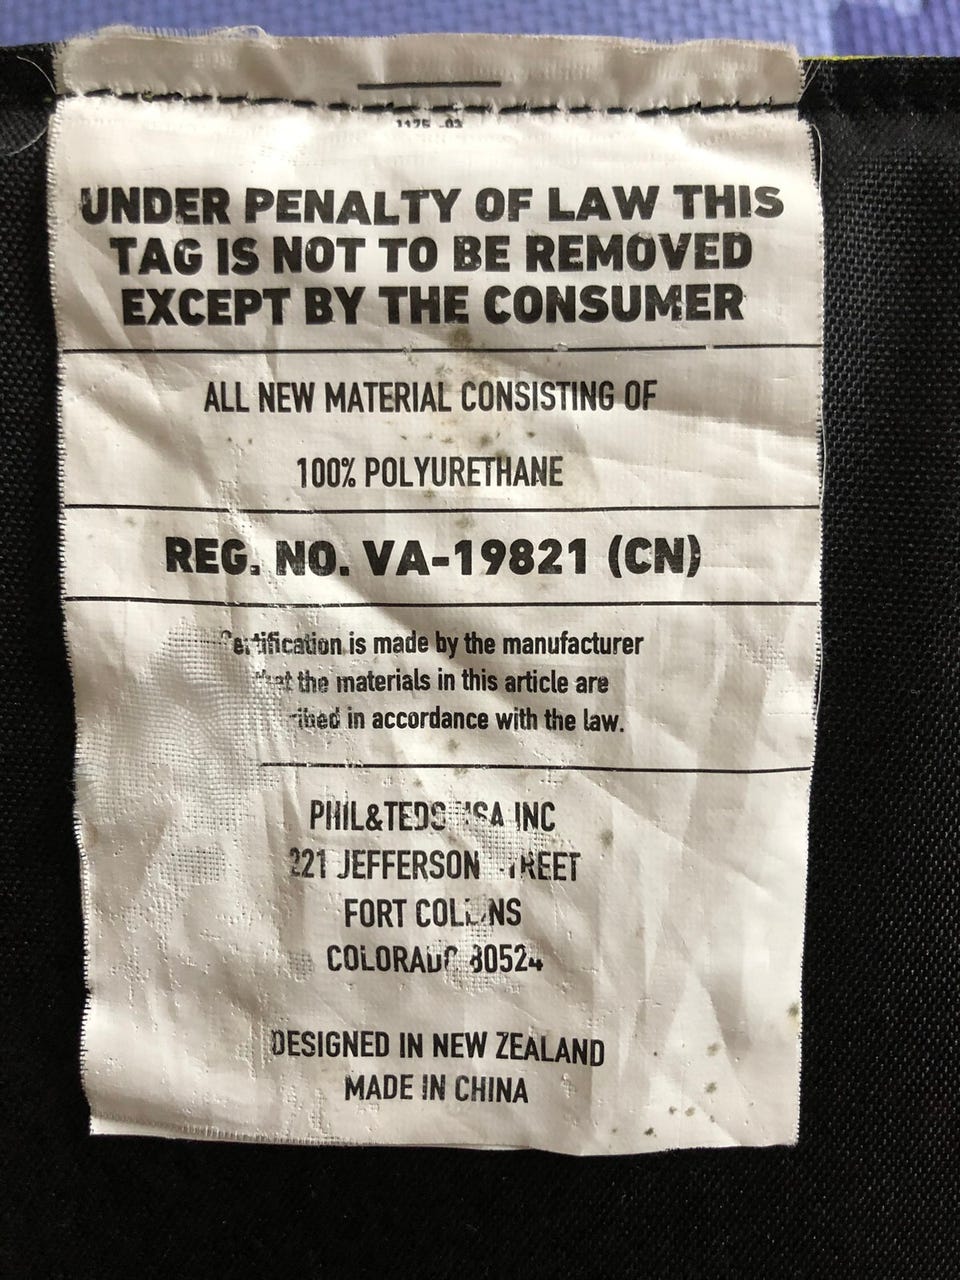 UNDER PENALTY OF LAW THIS
TAG IS NOT TO BE REMOVED
EXCEPT BY THE CONSUMER
ALL NEW MATERIAL CONSISTING OF
100% POLYURETHANE
REG. NO. VA-19821 (CN)
Certification is made by the manufacturer
that the materials in this article are
in accordance with the law.
PHIL&TEDS USA INC
221 JEFFERSON STREET
FORT COLLINS
COLORADO 80524
DESIGNED IN NEW ZEALAND
MADE IN CHINA